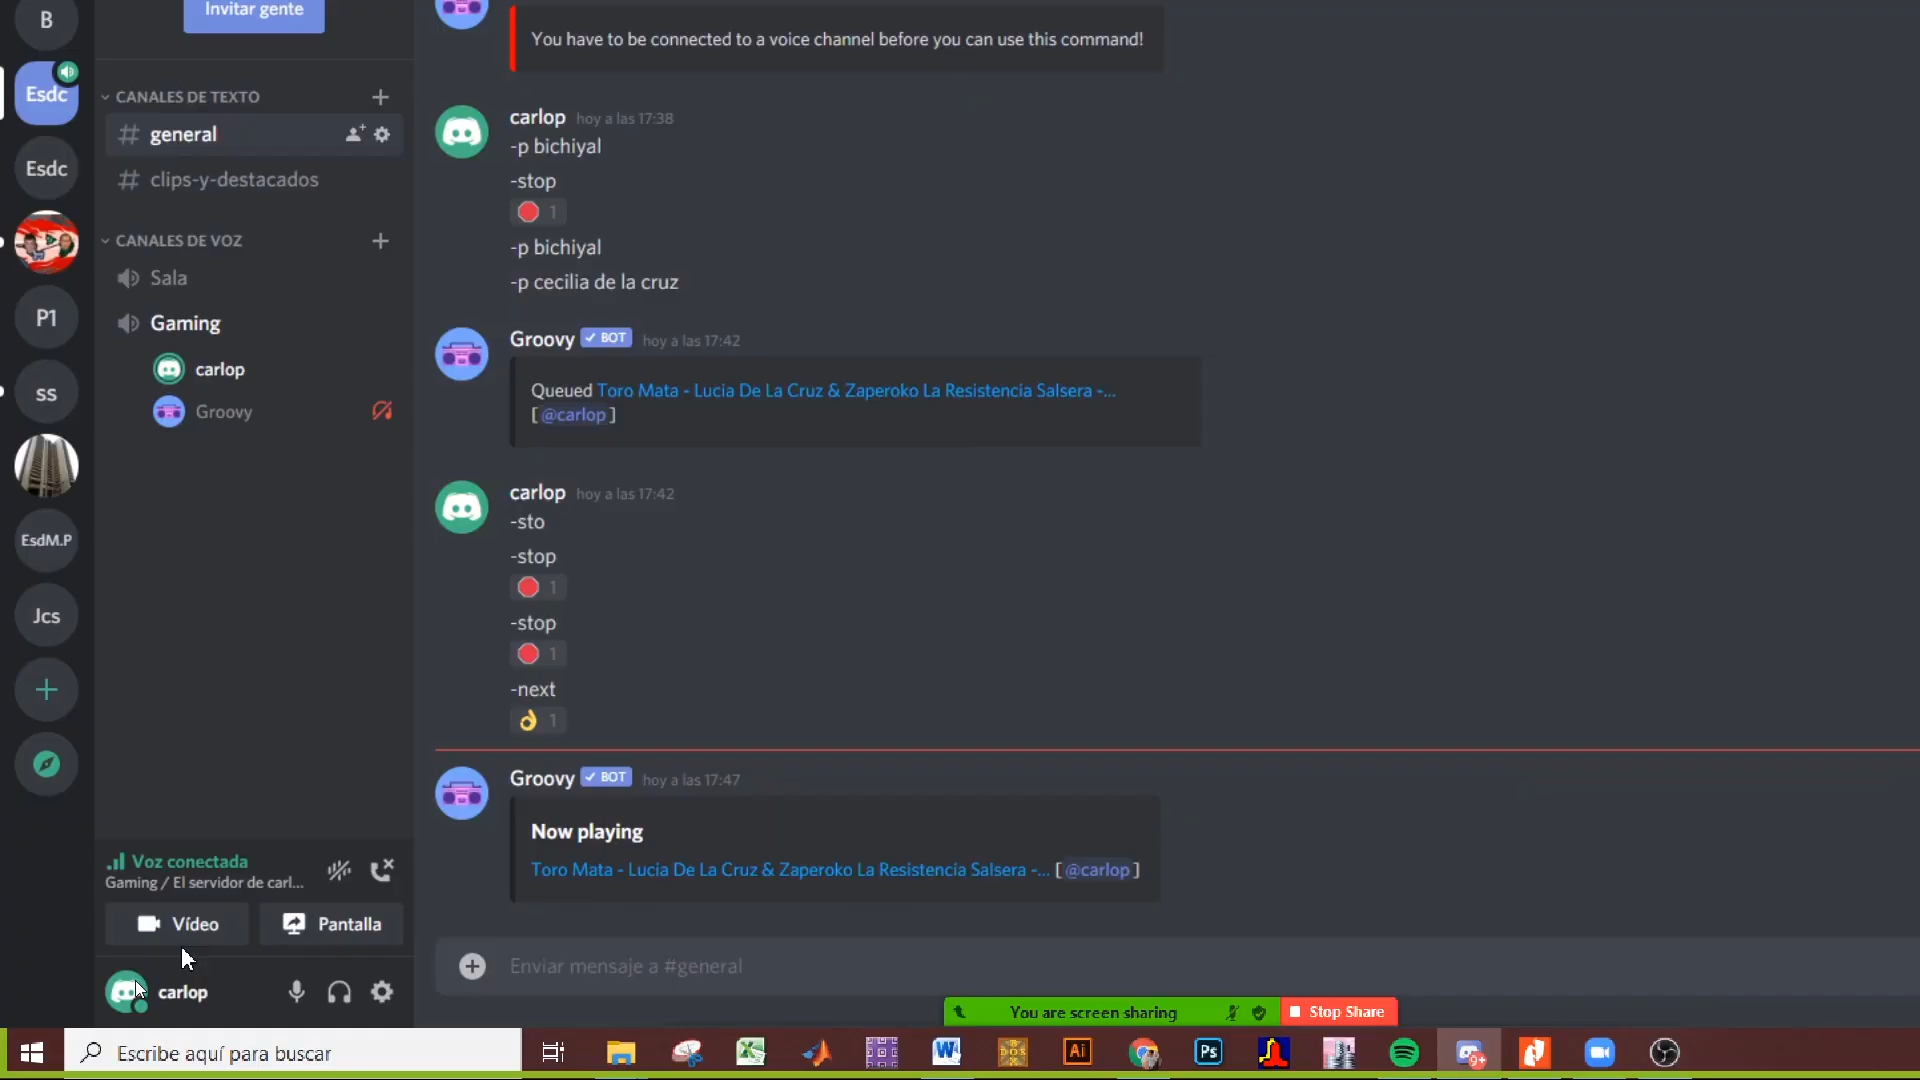 B
Esdc
Esdc
P1
ss
EsdM.P
Jcs
Invitar gente
CANALES DE TEXTO
general
clips-y-destacados
CANALES DE VOZ
Sala
Gaming
carlop
Groovy
Voz conectada
Gaming / El servidor de carl...
Vídeo
Pantalla
carlop
You have to be connected to a voice channel before you can use this command!
carlop hoy a las 17:38
-p bichiyal
-stop
1
-p bichiyal
-p cecilia de la cruz
Groovy BOT hoy a las 17:42
Queued Toro Mata - Lucia De La Cruz & Zaperoko La Resistencia Salsera -...
[@carlop]
carlop hoy a las 17:42
-sto
-stop
1
-stop
1
-next
1
Groovy BOT hoy a las 17:47
Now playing
Toro Mata - Lucia De La Cruz & Zaperoko La Resistencia Salsera -... [@carlop]
Enviar mensaje a #general
You are screen sharing
Stop Share
Escribe aquí para buscar
DOS
Ai
Ps
9+